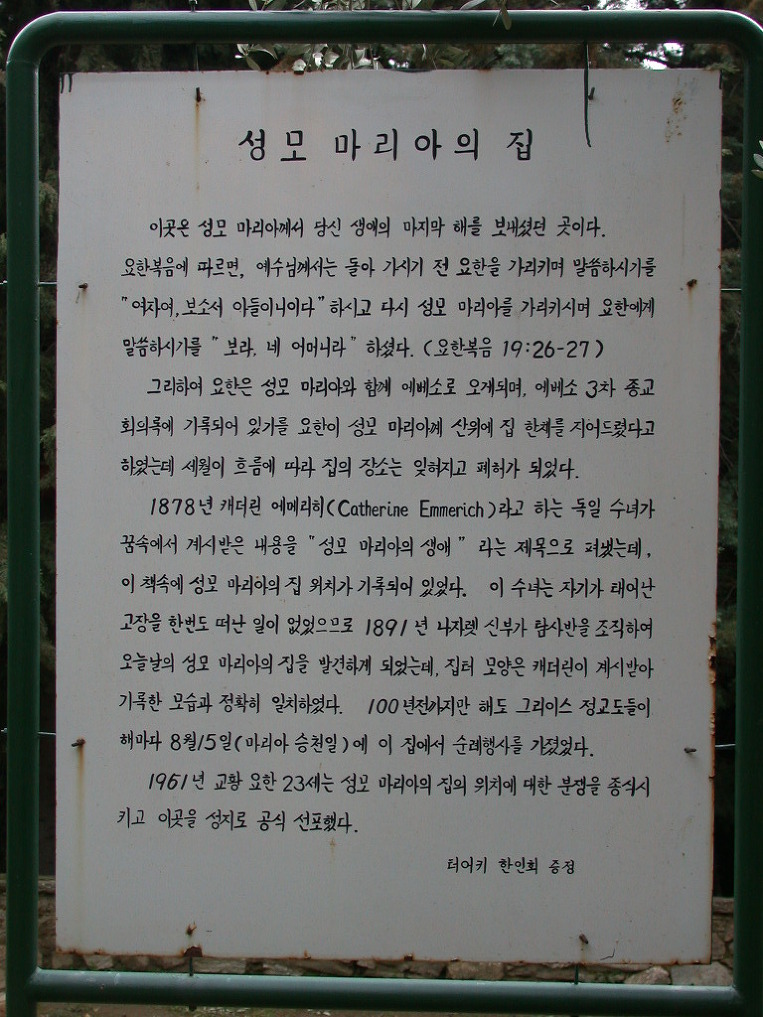 성모 마리아의 집
이곳은 성모 마리아께서 당신 생애의 마지막 해를 보내셨던 곳이다.
요한복음에 따르면, 예수님께서는 돌아 가시기 전 요한을 가리키며 말씀하시기를
"여자여, 보소서 아들이니이다" 하시고 다시 성모 마리아를 가리키시며 요한에게
말씀하시기를 "보라, 네 어머니라" 하셨다. (요한복음 19:26-27)
그리하여 요한은 성모 마리아와 함께 에베소로 오게되며, 에베소 3차 종교
회의록에 기록되어 있기를 요한이 성모 마리아께 산위에 집 한채를 지어드렸다고
하였는데 세월이 흐름에 따라 집의 장소는 잊혀지고 폐허가 되었다.
1878년 캐더린 에메리히(Catherine Emmerich)라고 하는 독일 수녀가
꿈속에서 계시받은 내용을 "성모 마리아의 생애" 라는 제목으로 펴냈는데,
이 책속에 성모 마리아의 집 위치가 기록되어 있었다. 이 수녀는 자기가 태어난
고장을 한번도 떠난 일이 없었으므로 1891년 나자렛 신부가 탐사반을 조직하여
오늘날의 성모 마리아의 집을 발견하게 되었는데, 집터 모양은 캐더린이 계시받아
기록한 모습과 정확히 일치하였다. 100년전까지만 해도 그리이스 정교도들이
해마다 8월15일(마리아 승천일)에 이 집에서 순례행사를 가졌었다.
1961년 교황 요한 23세는 성모 마리아의 집의 위치에 대한 분쟁을 종식시
키고 이곳을 성지로 공식 선포했다.
터어키 한인회 증정